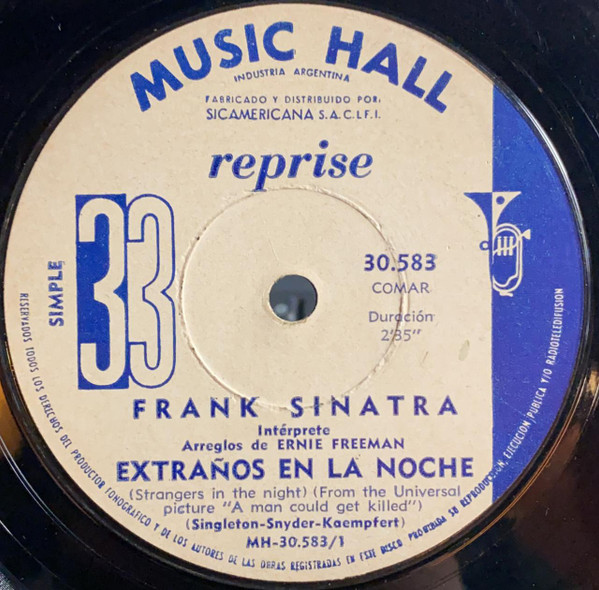 MUSIC HALL
INDUSTRIA ARGENTINA
FABRICADO Y DISTRIBUIDO POR:
SICAMERICANA S.A.C.I.F.I.
reprise
SIMPLE
33
30.583
COMAR
Duración
2'35"
FRANK SINATRA
Intérprete
Arreglos de ERNIE FREEMAN
EXTRAÑOS EN LA NOCHE
(Strangers in the night) (From the Universal
picture "A man could get killed")
(Singleton-Snyder-Kaempfert)
MH-30.583/1
RESERVADOS TODOS LOS DERECHOS DEL PRODUCTOR FONOGRAFICO Y DE LOS AUTORES DE LAS OBRAS REGISTRADAS EN ESTE DISCO PROHIBIDA SU REPRODUCCION, EJECUCION PUBLICA Y/O RADIOTELEDIFUSION